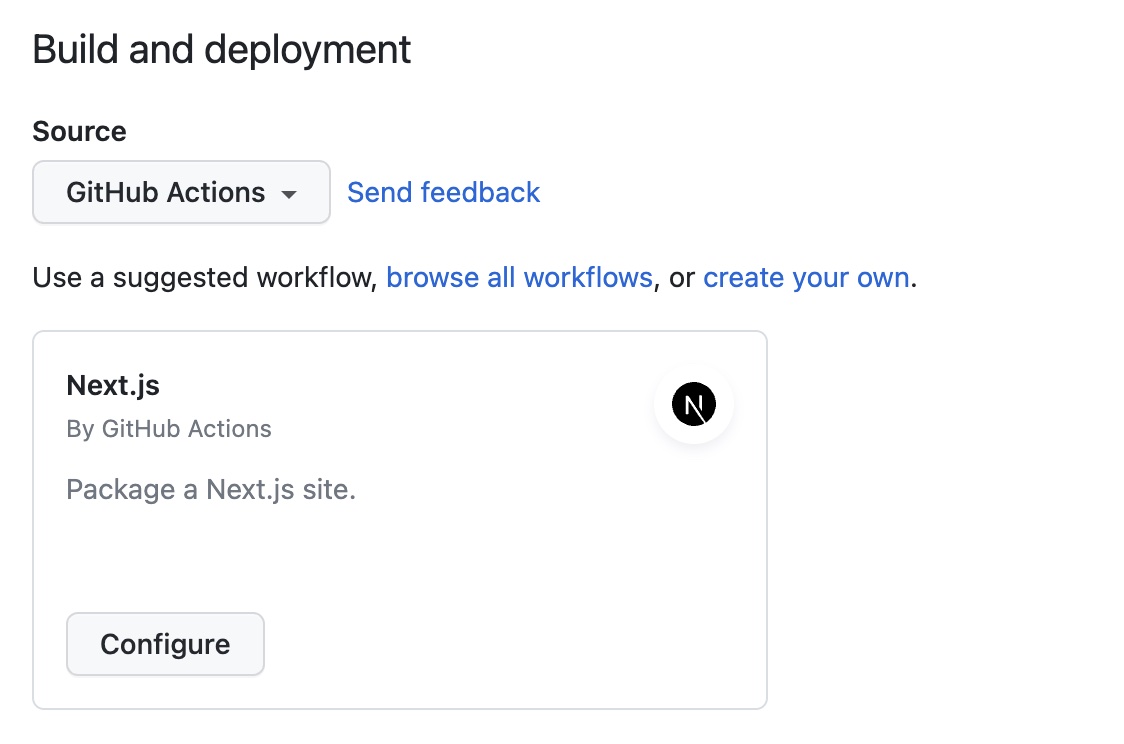 Build and deployment
Source
GitHub Actions Send feedback
Use a suggested workflow, browse all workflows, or create your own.
Next.js
N
By GitHub Actions
Package a Next.js site.
Configure